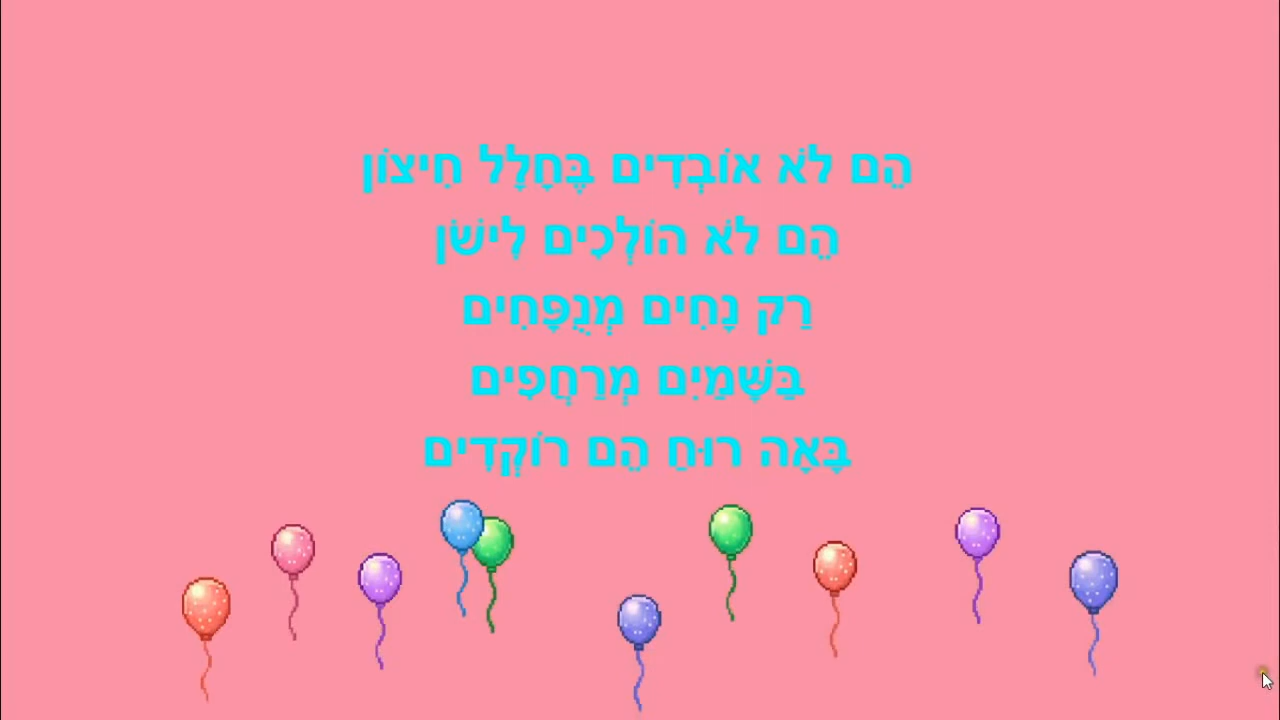 הֵם לֹא אוֹבְדִים בֶּחָלָל חִיצוֹן
הֵם לֹא הוֹלְכִים לִישֹׁן
רַק נָחִים מְנֻפָּחִים
בַּשָּׁמַיִם מְרַחֲפִים
בָּאָה רוּחַ הֵם רוֹקְדִים